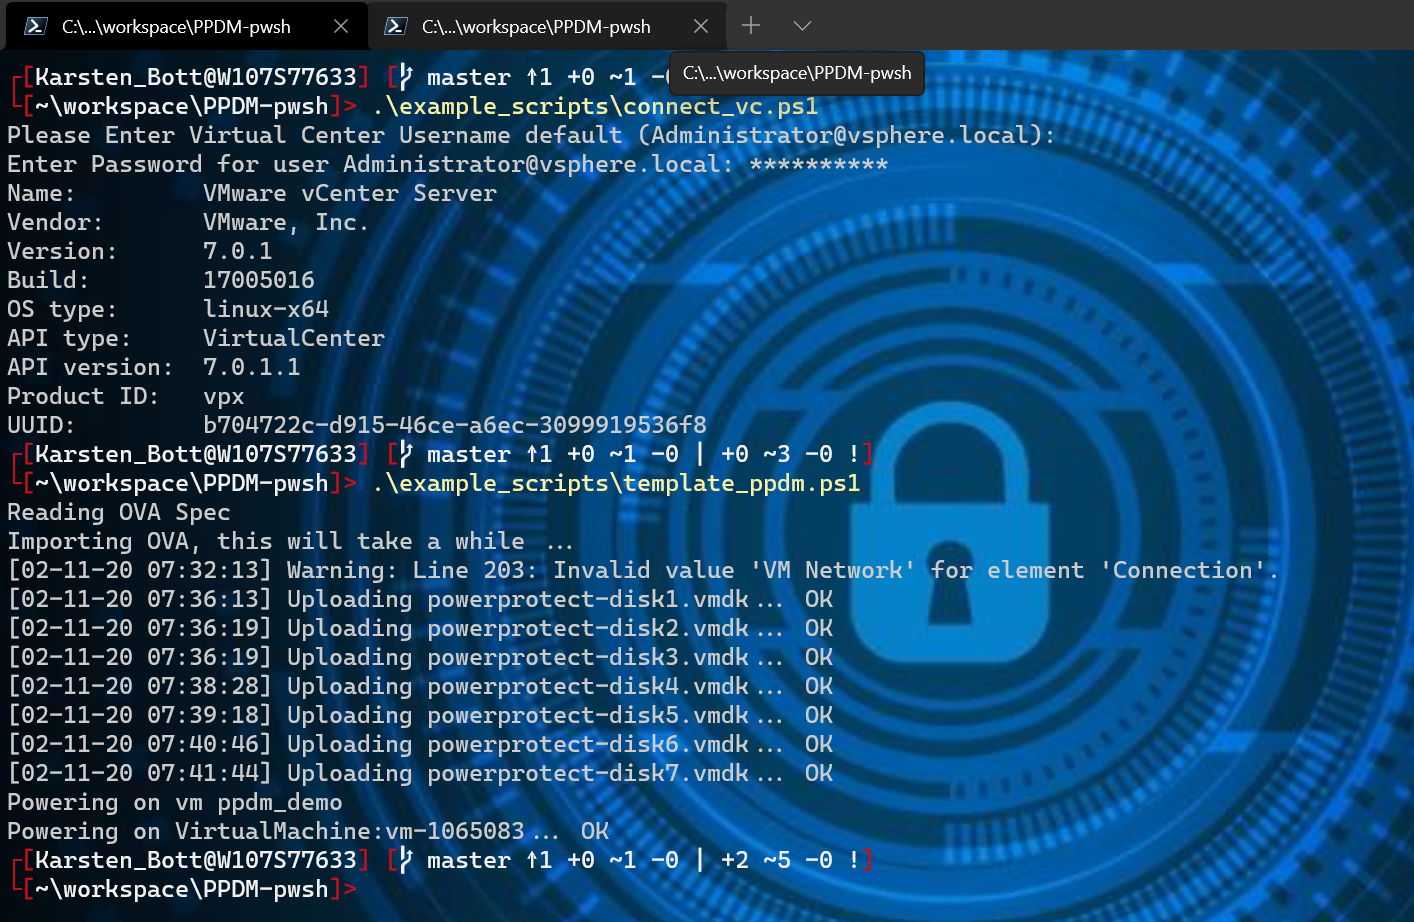 C:\...\workspace\PPDM-pwsh
C:\...\workspace\PPDM-pwsh
C:\...\workspace\PPDM-pwsh
[Karsten_Bott@W107S77633] [ master ↑1 +0 ~1 -0
[~\workspace\PPDM-pwsh]> .\example_scripts\connect_vc.ps1
Please Enter Virtual Center Username default (Administrator@vsphere.local):
Enter Password for user Administrator@vsphere.local: **********
Name: VMware vCenter Server
Vendor: VMware, Inc.
Version: 7.0.1
Build: 17005016
OS type: linux-x64
API type: VirtualCenter
API version: 7.0.1.1
Product ID: vpx
UUID: b704722c-d915-46ce-a6ec-3099919536f8
[Karsten_Bott@W107S77633] [ master ↑1 +0 ~1 -0 | +0 ~3 -0 !]
[~\workspace\PPDM-pwsh]> .\example_scripts\template_ppdm.ps1
Reading OVA Spec
Importing OVA, this will take a while ...
[02-11-20 07:32:13] Warning: Line 203: Invalid value 'VM Network' for element 'Connection'.
[02-11-20 07:36:13] Uploading powerprotect-disk1.vmdk... OK
[02-11-20 07:36:19] Uploading powerprotect-disk2.vmdk... OK
[02-11-20 07:36:19] Uploading powerprotect-disk3.vmdk... OK
[02-11-20 07:38:28] Uploading powerprotect-disk4.vmdk... OK
[02-11-20 07:39:18] Uploading powerprotect-disk5.vmdk... OK
[02-11-20 07:40:46] Uploading powerprotect-disk6.vmdk... OK
[02-11-20 07:41:44] Uploading powerprotect-disk7.vmdk... OK
Powering on vm ppdm_demo
Powering on VirtualMachine:vm-1065083... OK
[Karsten_Bott@W107S77633] [ master ↑1 +0 ~1 -0 | +2 ~5 -0 !]
[~\workspace\PPDM-pwsh]>